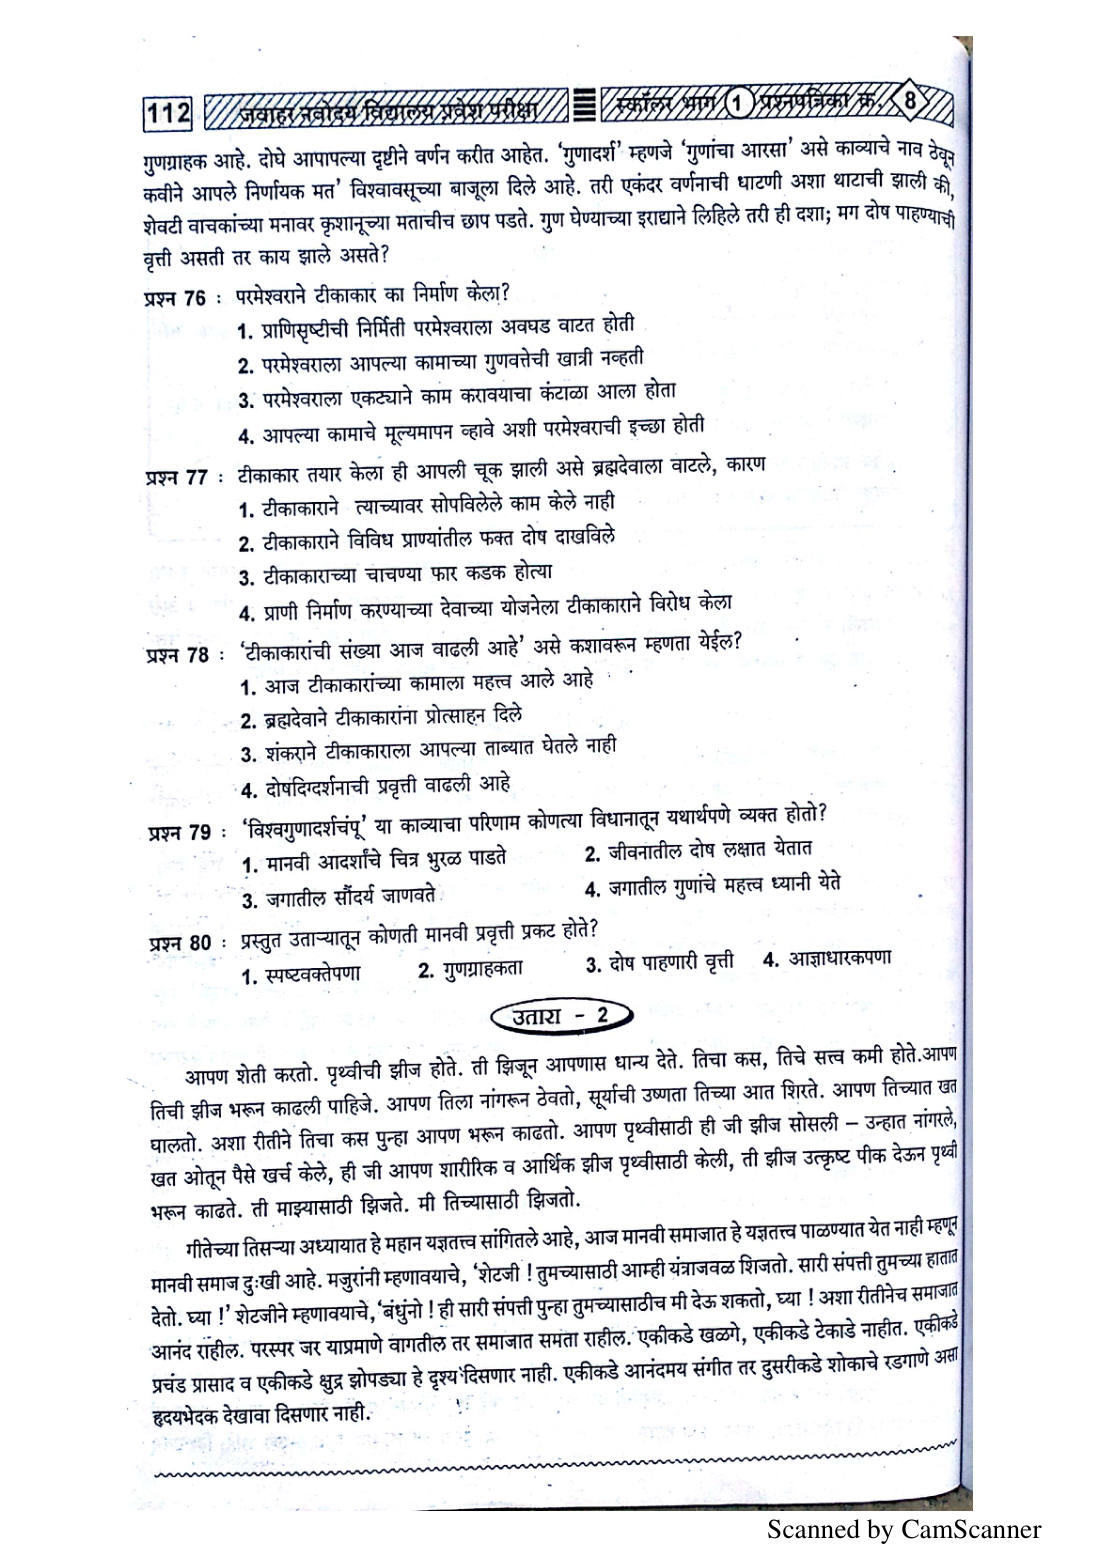 112 जवाहर नवोदय विद्यालय प्रवेश परीक्षा स्कॉलर भाग 1 प्रश्नपत्रिका क्र. 8
गुणग्राहक आहे. दोघे आपापल्या दृष्टीने वर्णन करीत आहेत. 'गुणादर्श' म्हणजे 'गुणांचा आरसा' असे काव्याचे नाव ठेवून
कवीने आपले निर्णायक मत' विश्वावसूच्या बाजूला दिले आहे. तरी एकंदर वर्णनाची धाटणी अशा थाटाची झाली की,
शेवटी वाचकांच्या मनावर कृशानूच्या मताचीच छाप पडते. गुण घेण्याच्या इराद्याने लिहिले तरी ही दशा; मग दोष पाहण्याची
वृत्ती असती तर काय झाले असते?
प्रश्न 76 : परमेश्वराने टीकाकार का निर्माण केला?
1. प्राणिसृष्टीची निर्मिती परमेश्वराला अवघड वाटत होती
2. परमेश्वराला आपल्या कामाच्या गुणवत्तेची खात्री नव्हती
3. परमेश्वराला एकट्याने काम करावयाचा कंटाळा आला होता
4. आपल्या कामाचे मूल्यमापन व्हावे अशी परमेश्वराची इच्छा होती
प्रश्न 77 : टीकाकार तयार केला ही आपली चूक झाली असे ब्रह्मदेवाला वाटले, कारण
1. टीकाकाराने त्याच्यावर सोपविलेले काम केले नाही
2. टीकाकाराने विविध प्राण्यांतील फक्त दोष दाखविले
3. टीकाकाराच्या चाचण्या फार कडक होत्या
4. प्राणी निर्माण करण्याच्या देवाच्या योजनेला टीकाकाराने विरोध केला
प्रश्न 78 : 'टीकाकारांची संख्या आज वाढली आहे' असे कशावरून म्हणता येईल?
1. आज टीकाकारांच्या कामाला महत्त्व आले आहे
2. ब्रह्मदेवाने टीकाकारांना प्रोत्साहन दिले
3. शंकराने टीकाकाराला आपल्या ताब्यात घेतले नाही
4. दोषदिग्दर्शनाची प्रवृत्ती वाढली आहे
प्रश्न 79 : 'विश्वगुणादर्शचंपू' या काव्याचा परिणाम कोणत्या विधानातून यथार्थपणे व्यक्त होतो?
1. मानवी आदर्शांचे चित्र भुरळ पाडते 2. जीवनातील दोष लक्षात येतात
3. जगातील सौंदर्य जाणवते 4. जगातील गुणांचे महत्त्व ध्यानी येते
प्रश्न 80 : प्रस्तुत उताऱ्यातून कोणती मानवी प्रवृत्ती प्रकट होते?
1. स्पष्टवक्तेपणा 2. गुणग्राहकता 3. दोष पाहणारी वृत्ती 4. आज्ञाधारकपणा
उतारा - 2
आपण शेती करतो. पृथ्वीची झीज होते. ती झिजून आपणास धान्य देते. तिचा कस, तिचे सत्त्व कमी होते.आपण
तिची झीज भरून काढली पाहिजे. आपण तिला नांगरून ठेवतो, सूर्याची उष्णता तिच्या आत शिरते. आपण तिच्यात खत
घालतो. अशा रीतीने तिचा कस पुन्हा आपण भरून काढतो. आपण पृथ्वीसाठी ही जी झीज सोसली – उन्हात नांगरले,
खत ओतून पैसे खर्च केले, ही जी आपण शारीरिक व आर्थिक झीज पृथ्वीसाठी केली, ती झीज उत्कृष्ट पीक देऊन पृथ्वी
भरून काढते. ती माझ्यासाठी झिजते. मी तिच्यासाठी झिजतो.
गीतेच्या तिसऱ्या अध्यायात हे महान यज्ञतत्त्व सांगितले आहे, आज मानवी समाजात हे यज्ञतत्त्व पाळण्यात येत नाही म्हणून
मानवी समाज दुःखी आहे. मजुरांनी म्हणावयाचे, 'शेटजी ! तुमच्यासाठी आम्ही यंत्राजवळ शिजतो. सारी संपत्ती तुमच्या हातात
देतो. घ्या !' शेटजीने म्हणावयाचे, 'बंधुंनो ! ही सारी संपत्ती पुन्हा तुमच्यासाठीच मी देऊ शकतो, घ्या ! अशा रीतीनेच समाजात
आनंद राहील. परस्पर जर याप्रमाणे वागतील तर समाजात समता राहील. एकीकडे खळगे, एकीकडे टेकाडे नाहीत. एकीकडे
प्रचंड प्रासाद व एकीकडे क्षुद्र झोपड्या हे दृश्य दिसणार नाही. एकीकडे आनंदमय संगीत तर दुसरीकडे शोकाचे रडगाणे असा
हृदयभेदक देखावा दिसणार नाही.
Scanned by CamScanner